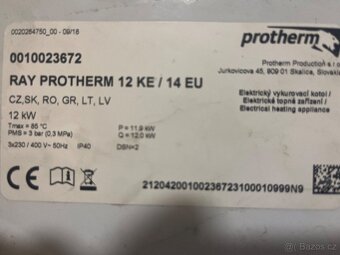 0020264750_00 - 09/16
protherm
0010023672
Protherm Production s.r.o.
Jurkovicova 45, 909 01 Skalica, Slovakia
RAY PROTHERM 12 KE / 14 EU
CZ,SK, RO, GR, LT, LV
Elektrický vykurovací kotol /
Elektrické topné zařízení /
Electrical heating appliance
12 kW
Tmax = 85 °C
PMS = 3 bar (0,3 MPa)
3x230 / 400 V~ 50Hz
IP40
P = 11,9 kW
Q = 12,0 kW
DSN=2
CE
i
21204200100236723100010999N9
bazos.cz